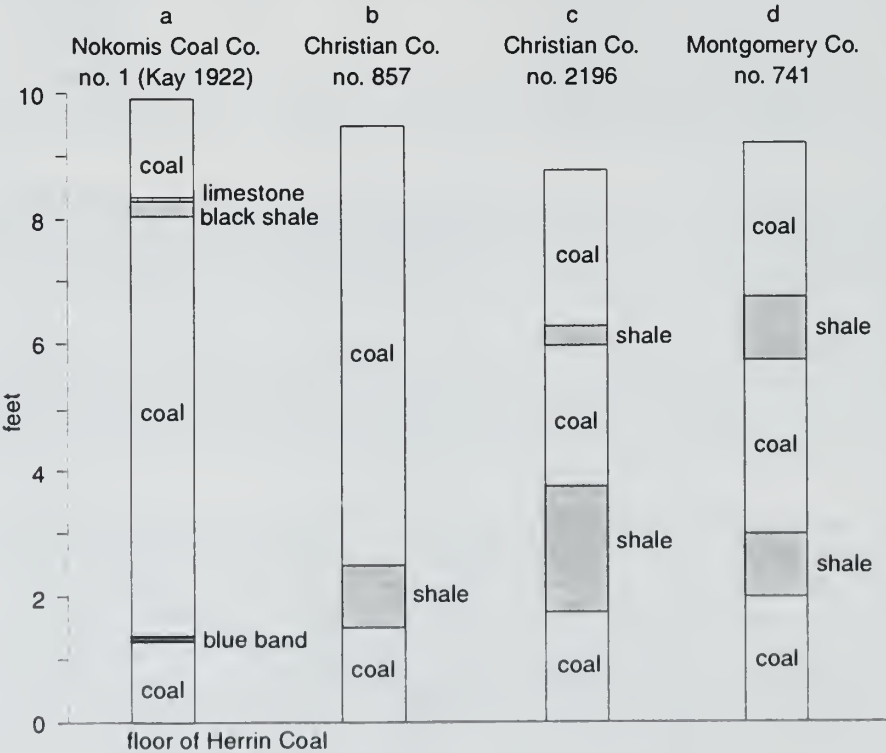 a
Nokomis Coal Co.
no. 1 (Kay 1922)
b
Christian Co.
no. 857
c
Christian Co.
no. 2196
d
Montgomery Co.
no. 741
feet
10
8
6
4
2
0
coal
limestone
black shale
coal
blue band
coal
coal
shale
coal
coal
shale
coal
shale
coal
coal
shale
coal
shale
coal
floor of Herrin Coal